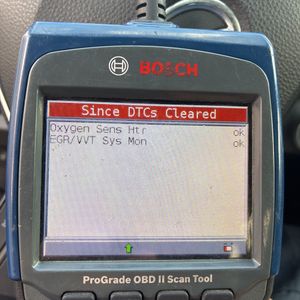 BOSCH
Since DTCs Cleared
Oxygen Sens Htr ok
EGR/VVT Sys Mon ok
ProGrade OBD II Scan Tool